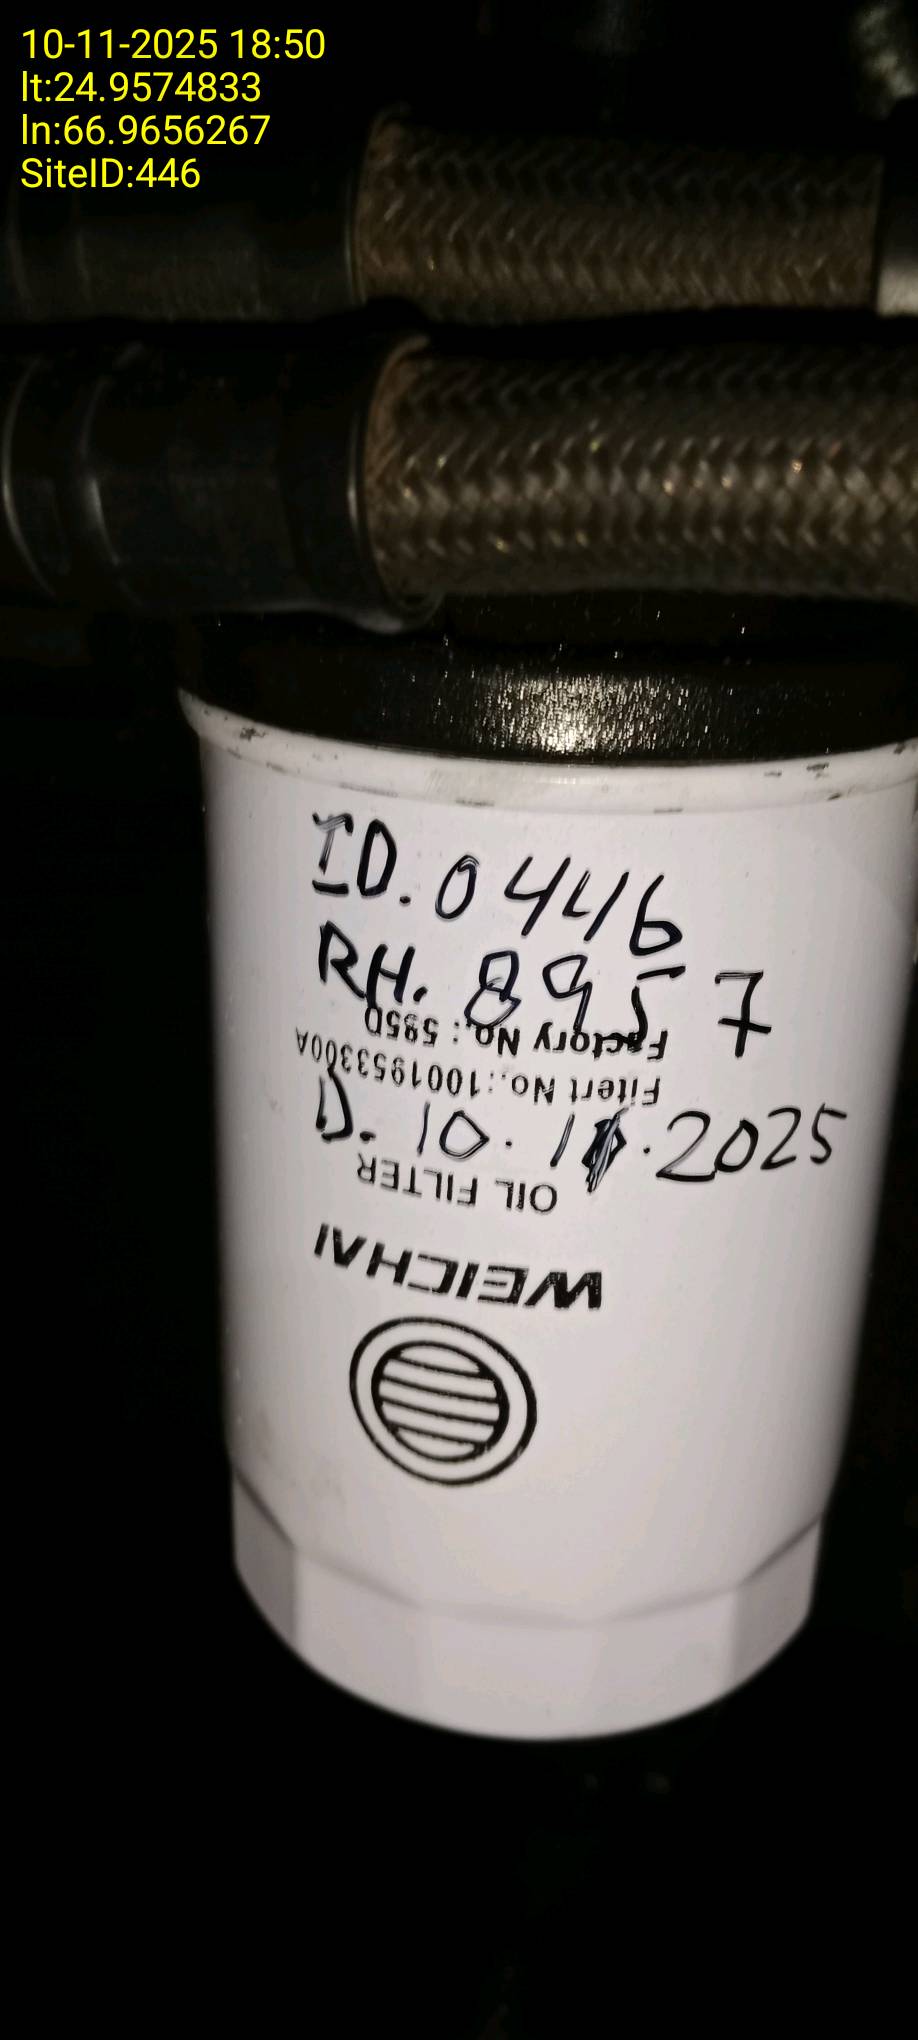 10-11-2025 18:50
lt:24.9574833
ln:66.9656267
SiteID:446
ID.0446
RH.8957
Factory No.: 595D
Filert No.:1001953300A
D.10.11.2025
OIL FILTER
WEICHAI